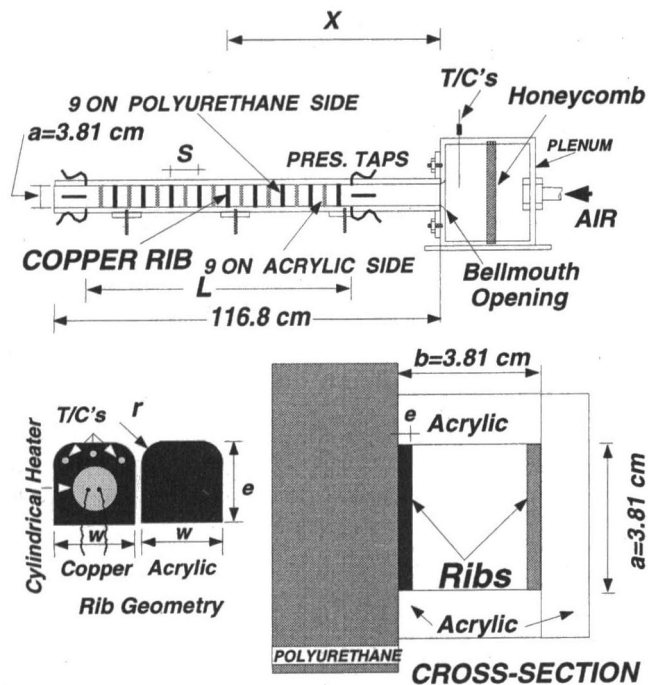 X
T/C's
Honeycomb
9 ON POLYURETHANE SIDE
a=3.81 cm
S
PRES. TAPS
PLENUM
AIR
COPPER RIB
9 ON ACRYLIC SIDE
L
Bellmouth
Opening
116.8 cm
b=3.81 cm
T/C's
r
e
Acrylic
Cylindrical Heater
e
a=3.81 cm
w
w
Copper
Acrylic
Ribs
Rib Geometry
Acrylic
POLYURETHANE
CROSS-SECTION